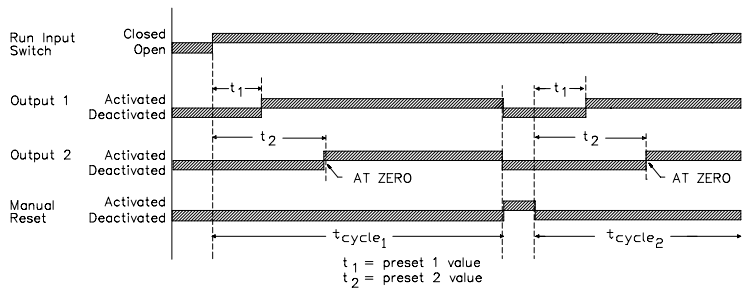 Run Input
Switch
Closed
Open
t1
t1
Output 1
Activated
Deactivated
t2
t2
Output 2
Activated
Deactivated
AT ZERO
AT ZERO
Manual
Reset
Activated
Deactivated
tcycle1
tcycle2
t1 = preset 1 value
t2 = preset 2 value